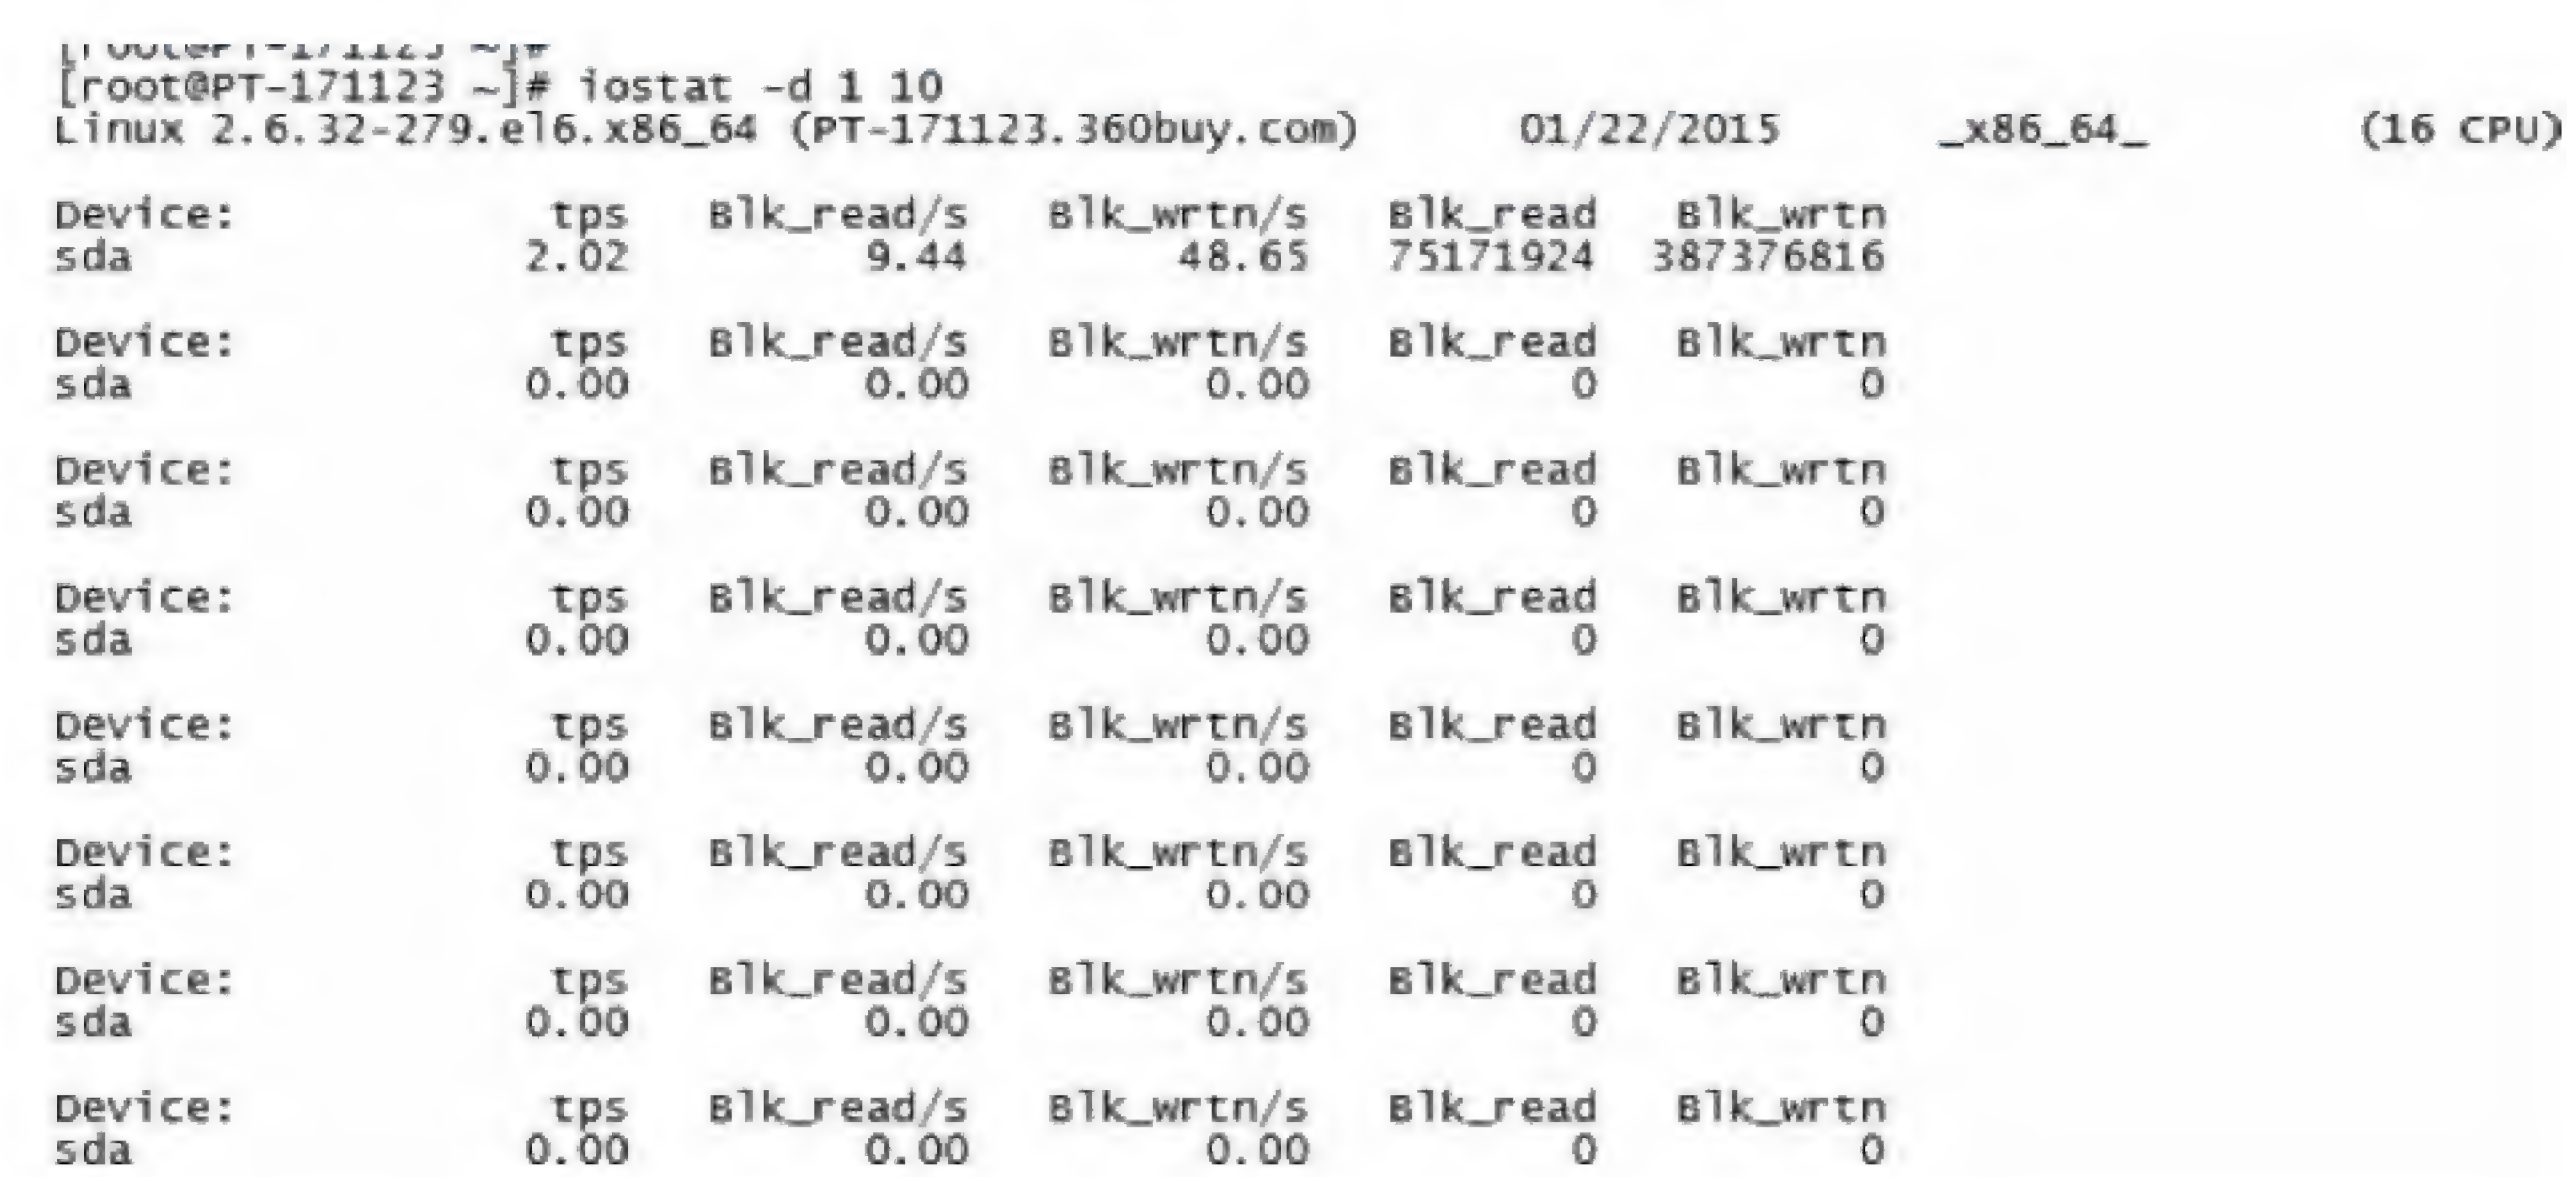 [root@PT-171123 ~]#
[root@PT-171123 ~]# iostat -d 1 10
Linux 2.6.32-279.el6.x86_64 (PT-171123.360buy.com) 01/22/2015 _x86_64_ (16 CPU)
Device: tps Blk_read/s Blk_wrtn/s Blk_read Blk_wrtn
sda 2.02 9.44 48.65 75171924 387376816
Device: tps Blk_read/s Blk_wrtn/s Blk_read Blk_wrtn
sda 0.00 0.00 0.00 0 0
Device: tps Blk_read/s Blk_wrtn/s Blk_read Blk_wrtn
sda 0.00 0.00 0.00 0 0
Device: tps Blk_read/s Blk_wrtn/s Blk_read Blk_wrtn
sda 0.00 0.00 0.00 0 0
Device: tps Blk_read/s Blk_wrtn/s Blk_read Blk_wrtn
sda 0.00 0.00 0.00 0 0
Device: tps Blk_read/s Blk_wrtn/s Blk_read Blk_wrtn
sda 0.00 0.00 0.00 0 0
Device: tps Blk_read/s Blk_wrtn/s Blk_read Blk_wrtn
sda 0.00 0.00 0.00 0 0
Device: tps Blk_read/s Blk_wrtn/s Blk_read Blk_wrtn
sda 0.00 0.00 0.00 0 0